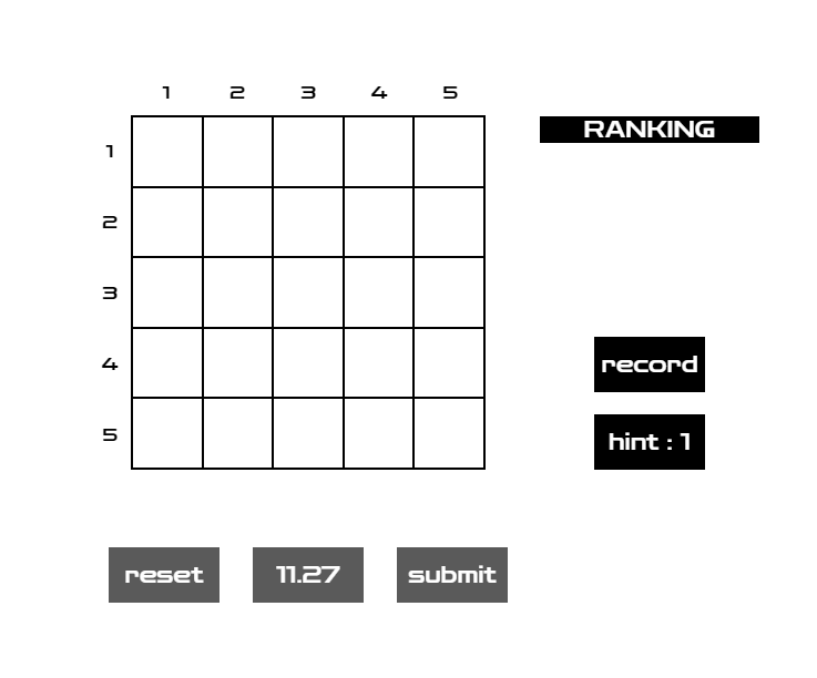 1 2 3 4 5
RANKING
1
2
3
4
record
5
hint : 1
reset 11.27 submit